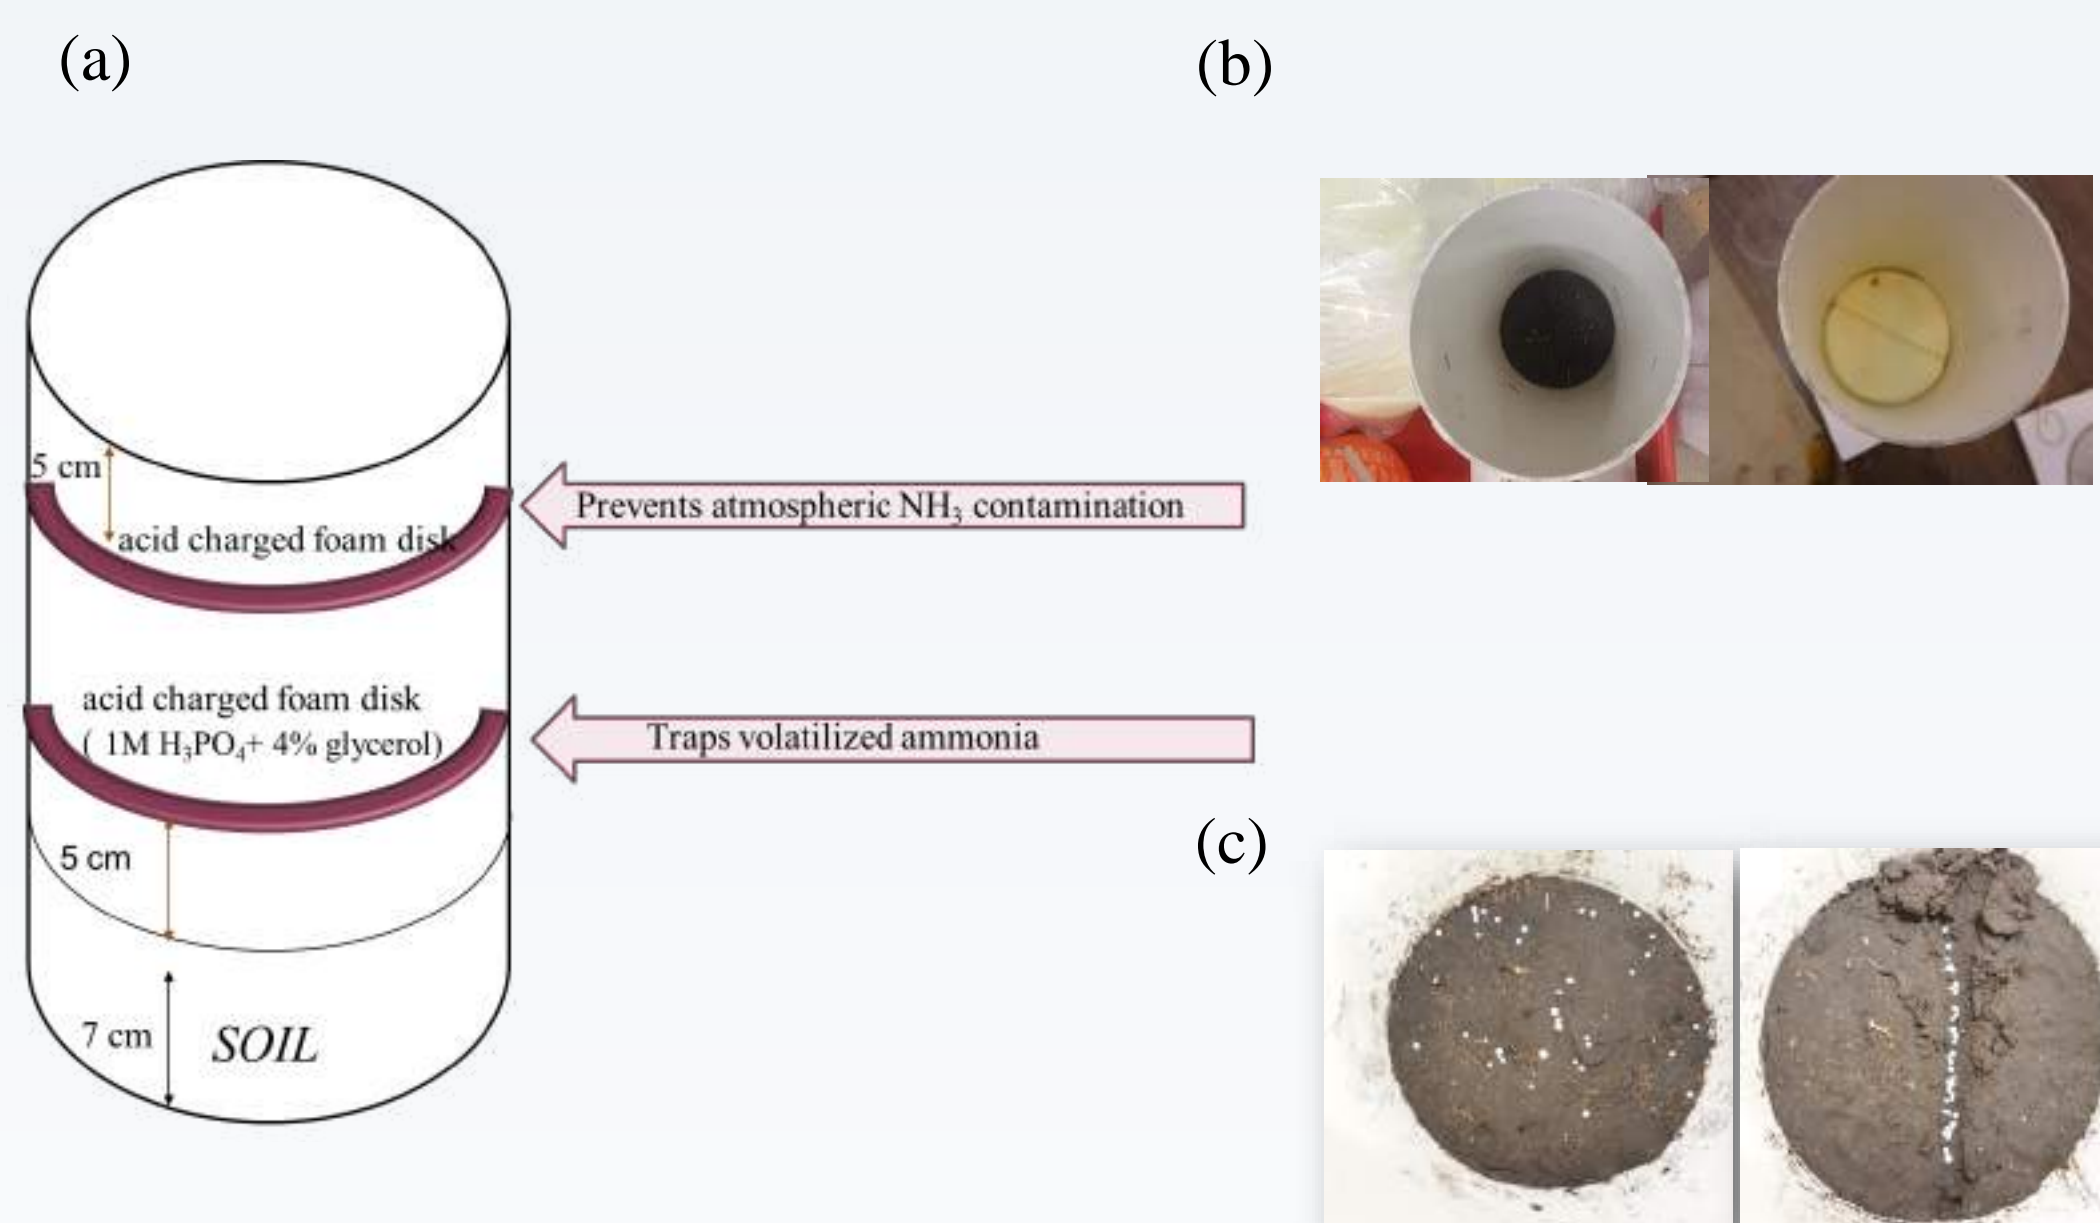 (a)
(b)
5 cm
Prevents atmospheric NH₃ contamination
acid charged foam disk
acid charged foam disk
( 1M H₃PO₄+ 4% glycerol)
Traps volatilized ammonia
(c)
5 cm
7 cm
SOIL